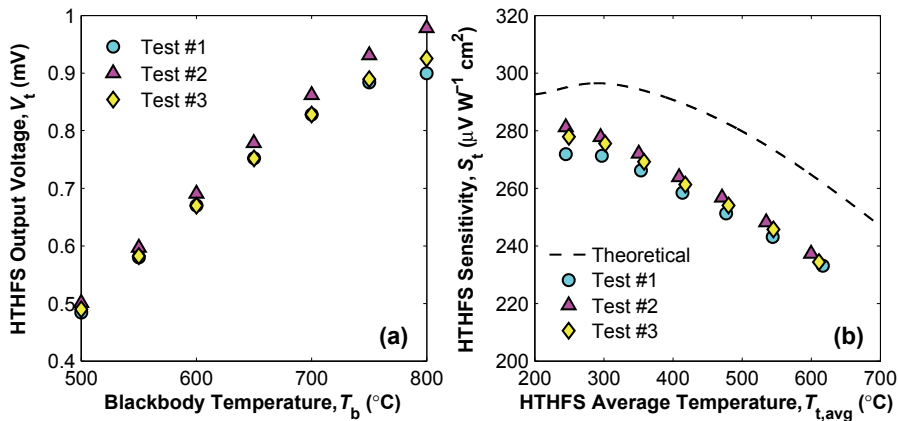 1
0.9
0.8
0.7
0.6
0.5
0.4
HTHFS Output Voltage, Vt (mV)
Test #1
Test #2
Test #3
(a)
500 600 700 800
Blackbody Temperature, Tb (°C)
320
300
280
260
240
220
200
HTHFS Sensitivity, St (μV W−1 cm2)
Theoretical
Test #1
Test #2
Test #3
(b)
200 300 400 500 600 700
HTHFS Average Temperature, Tt,avg (°C)